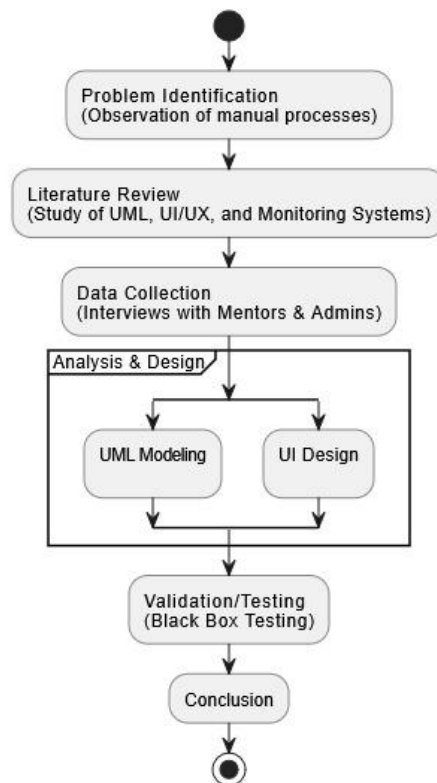 Problem Identification
(Observation of manual processes)
Literature Review
(Study of UML, UI/UX, and Monitoring Systems)
Data Collection
(Interviews with Mentors & Admins)
Analysis & Design
UML Modeling
UI Design
Validation/Testing
(Black Box Testing)
Conclusion